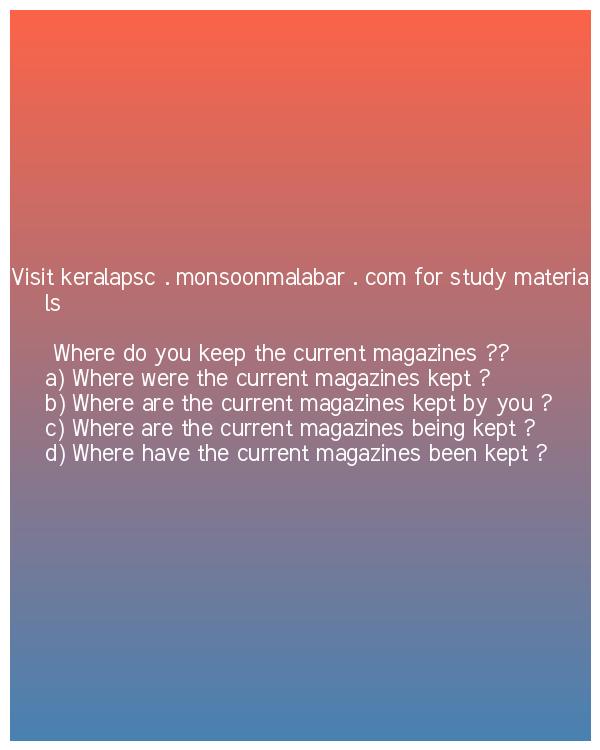 Visit keralapsc . monsoonmalabar . com for study materia
ls
Where do you keep the current magazines ??
a) Where were the current magazines kept ?
b) Where are the current magazines kept by you ?
c) Where are the current magazines being kept ?
d) Where have the current magazines been kept ?